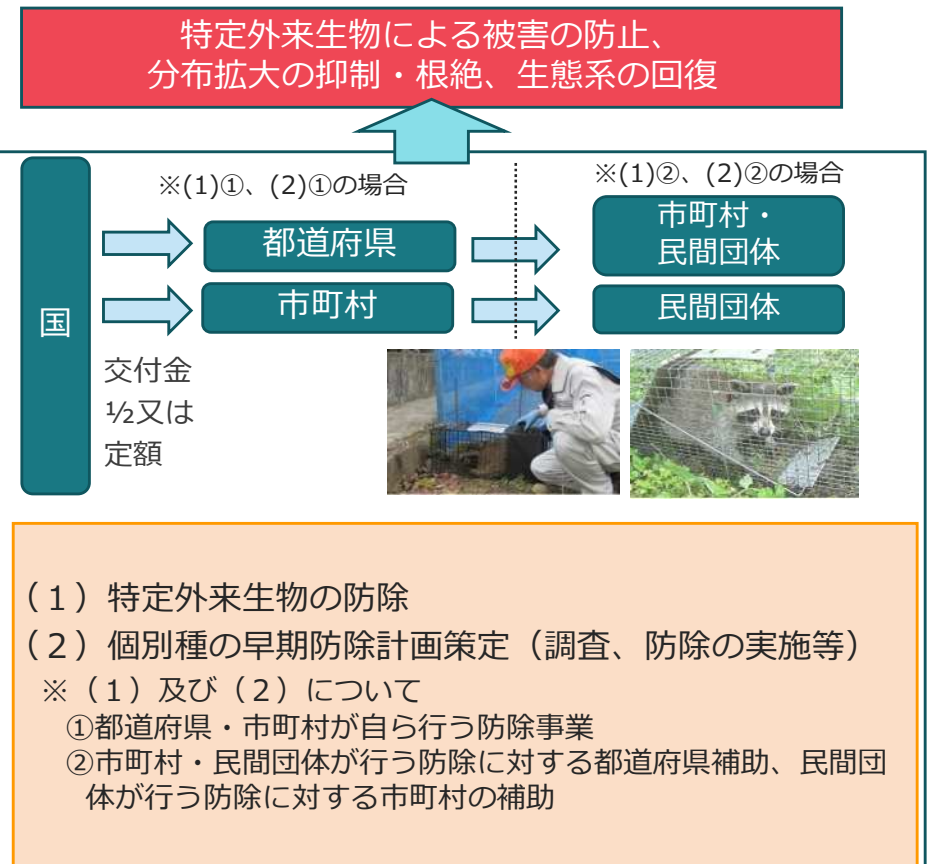 特定外来生物による被害の防止、
分布拡大の抑制・根絶、生態系の回復
※(1)①、(2)①の場合
※(1)②、(2)②の場合
国
都道府県
市町村・
民間団体
市町村
民間団体
交付金
½又は
定額
（１）特定外来生物の防除
（２）個別種の早期防除計画策定（調査、防除の実施等）
※（１）及び（２）について
①都道府県・市町村が自ら行う防除事業
②市町村・民間団体が行う防除に対する都道府県補助、民間団
体が行う防除に対する市町村の補助